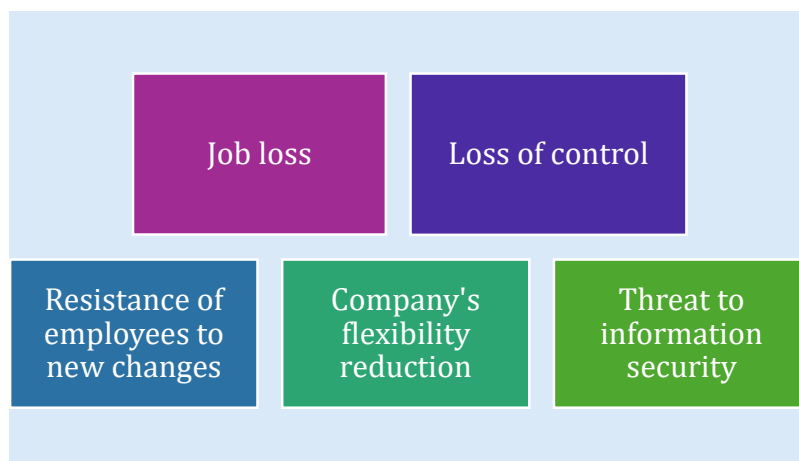 Job loss
Loss of control
Resistance of
employees to
new changes
Company's
flexibility
reduction
Threat to
information
security